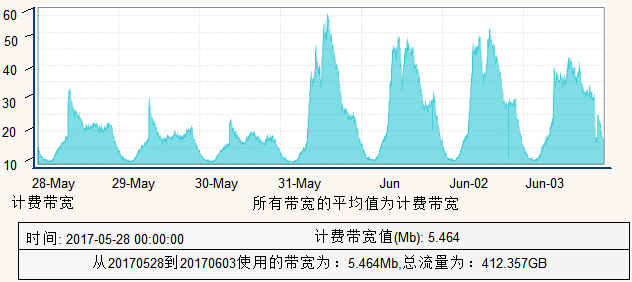 60
50
40
30
20
10
28-May 29-May 30-May 31-May Jun Jun-02 Jun-03
计费带宽 所有带宽的平均值为计费带宽
时间: 2017-05-28 00:00:00 计费带宽值(Mb): 5.464
从20170528到20170603使用的带宽为：5.464Mb,总流量为：412.357GB